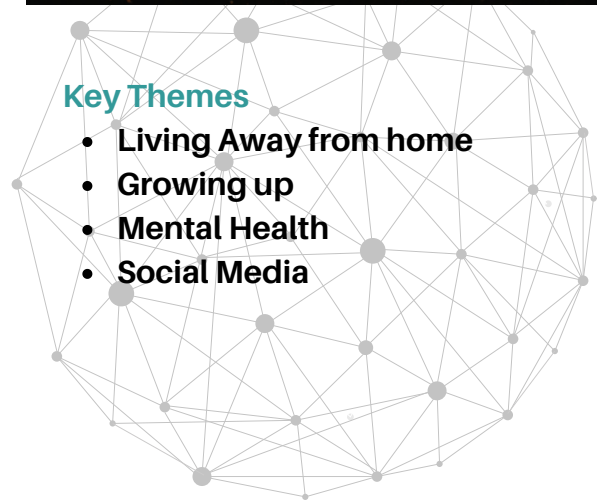 Key Themes
• Living Away from home
• Growing up
• Mental Health
• Social Media